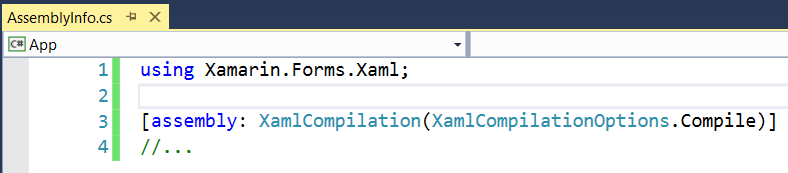 AssemblyInfo.cs
C# App
1 using Xamarin.Forms.Xaml;
2
3 [assembly: XamlCompilation(XamlCompilationOptions.Compile)]
4 //...